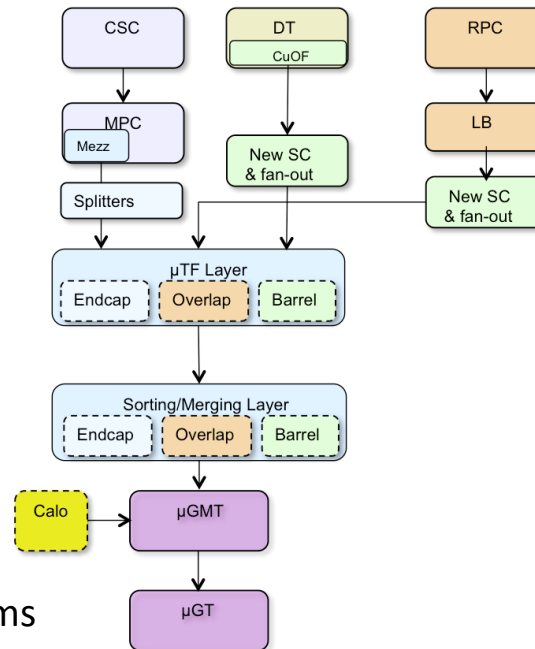 CSC
DT
CuOF
RPC
MPC
Mezz
LB
New SC
& fan-out
Splitters
New SC
& fan-out
µTF Layer
Endcap
Overlap
Barrel
Sorting/Merging Layer
Endcap
Overlap
Barrel
Calo
µGMT
µGT
ms